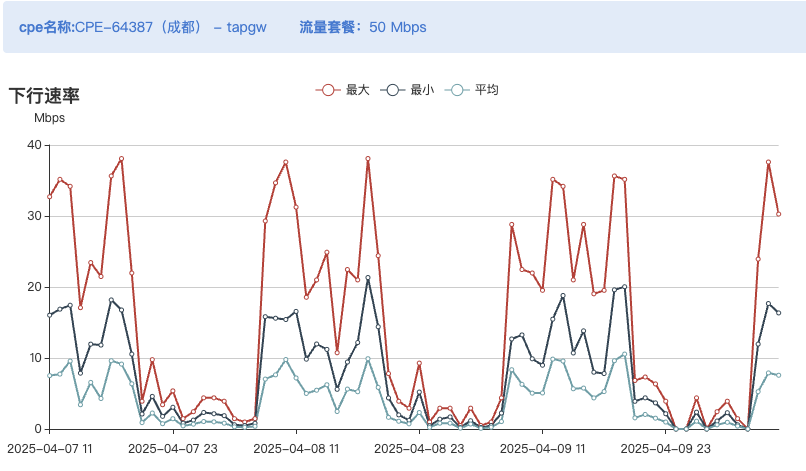 cpe名称:CPE-64387（成都） - tapgw 流量套餐：50 Mbps
下行速率
最大 最小 平均
Mbps
40
30
20
10
0
2025-04-07 11 2025-04-07 23 2025-04-08 11 2025-04-08 23 2025-04-09 11 2025-04-09 23